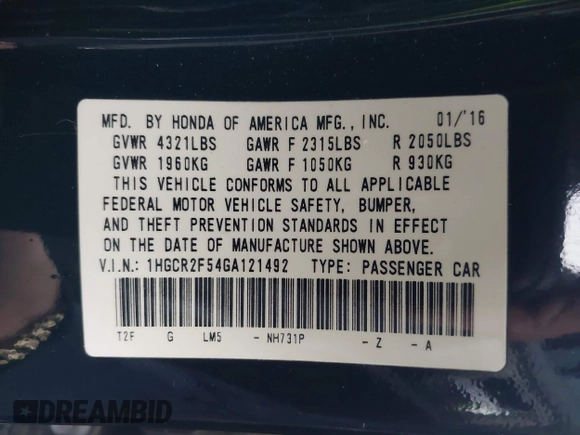 MFD. BY HONDA OF AMERICA MFG., INC. 01/'16
GVWR 4321LBS GAWR F 2315LBS R 2050LBS
GVWR 1960KG GAWR F 1050KG R 930KG
THIS VEHICLE CONFORMS TO ALL APPLICABLE
FEDERAL MOTOR VEHICLE SAFETY, BUMPER,
AND THEFT PREVENTION STANDARDS IN EFFECT
ON THE DATE OF MANUFACTURE SHOWN ABOVE.
V.I.N.: 1HGCR2F54GA121492 TYPE: PASSENGER CAR
T2F G LM5 - NH731P - Z - A
DREAMBID